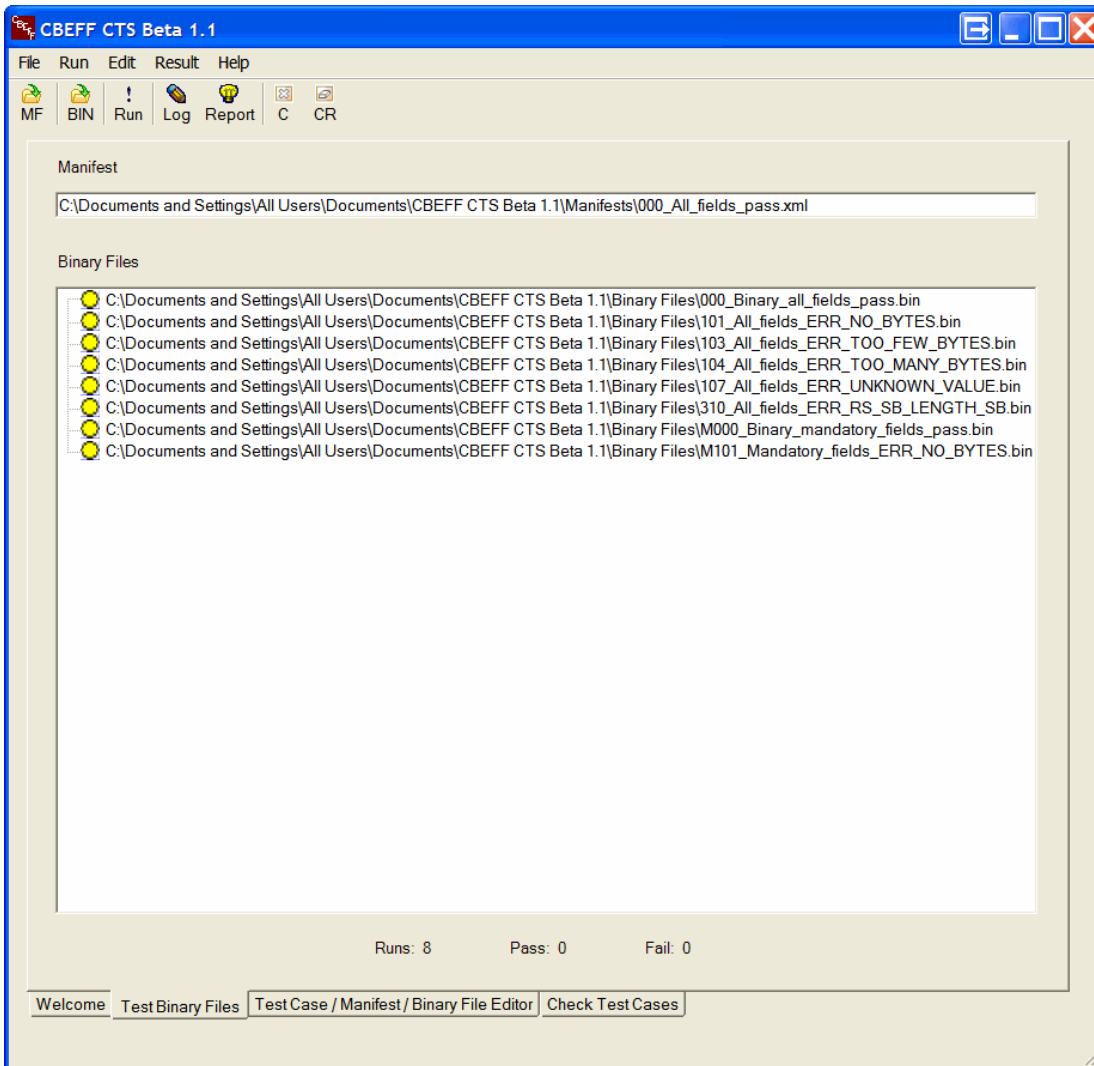 CBEFF CBEFF CTS Beta 1.1
File Run Edit Result Help
MF BIN Run Log Report C CR
Manifest
C:\Documents and Settings\All Users\Documents\CBEFF CTS Beta 1.1\Manifests\000_All_fields_pass.xml
Binary Files
C:\Documents and Settings\All Users\Documents\CBEFF CTS Beta 1.1\Binary Files\000_Binary_all_fields_pass.bin
C:\Documents and Settings\All Users\Documents\CBEFF CTS Beta 1.1\Binary Files\101_All_fields_ERR_NO_BYTES.bin
C:\Documents and Settings\All Users\Documents\CBEFF CTS Beta 1.1\Binary Files\103_All_fields_ERR_TOO_FEW_BYTES.bin
C:\Documents and Settings\All Users\Documents\CBEFF CTS Beta 1.1\Binary Files\104_All_fields_ERR_TOO_MANY_BYTES.bin
C:\Documents and Settings\All Users\Documents\CBEFF CTS Beta 1.1\Binary Files\107_All_fields_ERR_UNKNOWN_VALUE.bin
C:\Documents and Settings\All Users\Documents\CBEFF CTS Beta 1.1\Binary Files\310_All_fields_ERR_RS_SB_LENGTH_SB.bin
C:\Documents and Settings\All Users\Documents\CBEFF CTS Beta 1.1\Binary Files\M000_Binary_mandatory_fields_pass.bin
C:\Documents and Settings\All Users\Documents\CBEFF CTS Beta 1.1\Binary Files\M101_Mandatory_fields_ERR_NO_BYTES.bin
Runs: 8 Pass: 0 Fail: 0
Welcome Test Binary Files Test Case / Manifest / Binary File Editor Check Test Cases